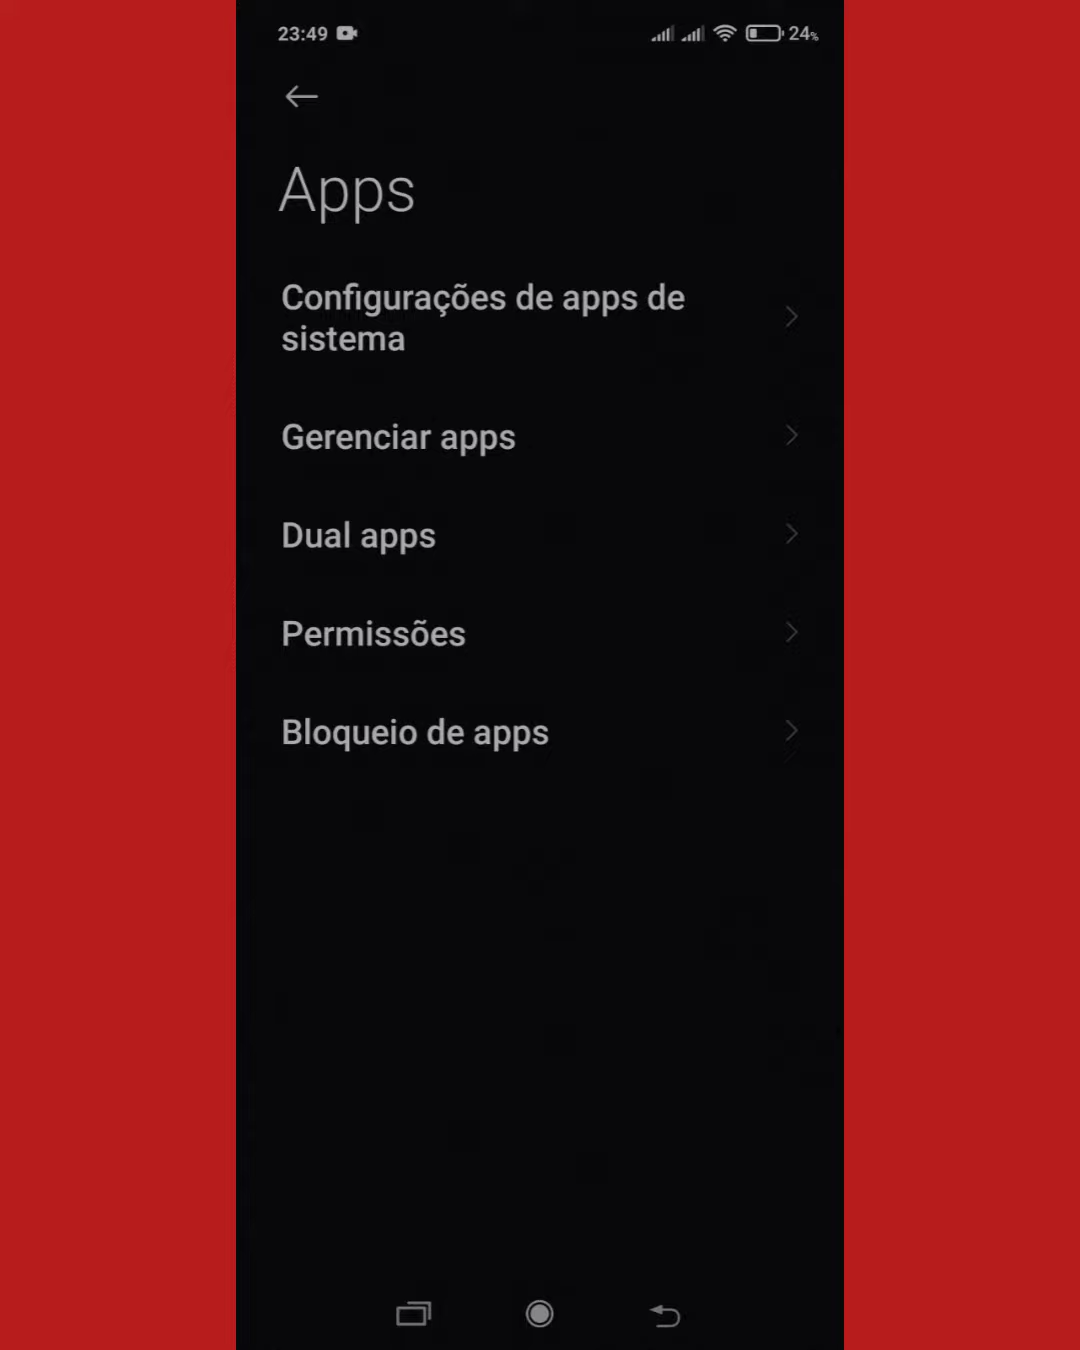 23:49
24%
Apps
Configurações de apps de
sistema
Gerenciar apps
Dual apps
Permissões
Bloqueio de apps